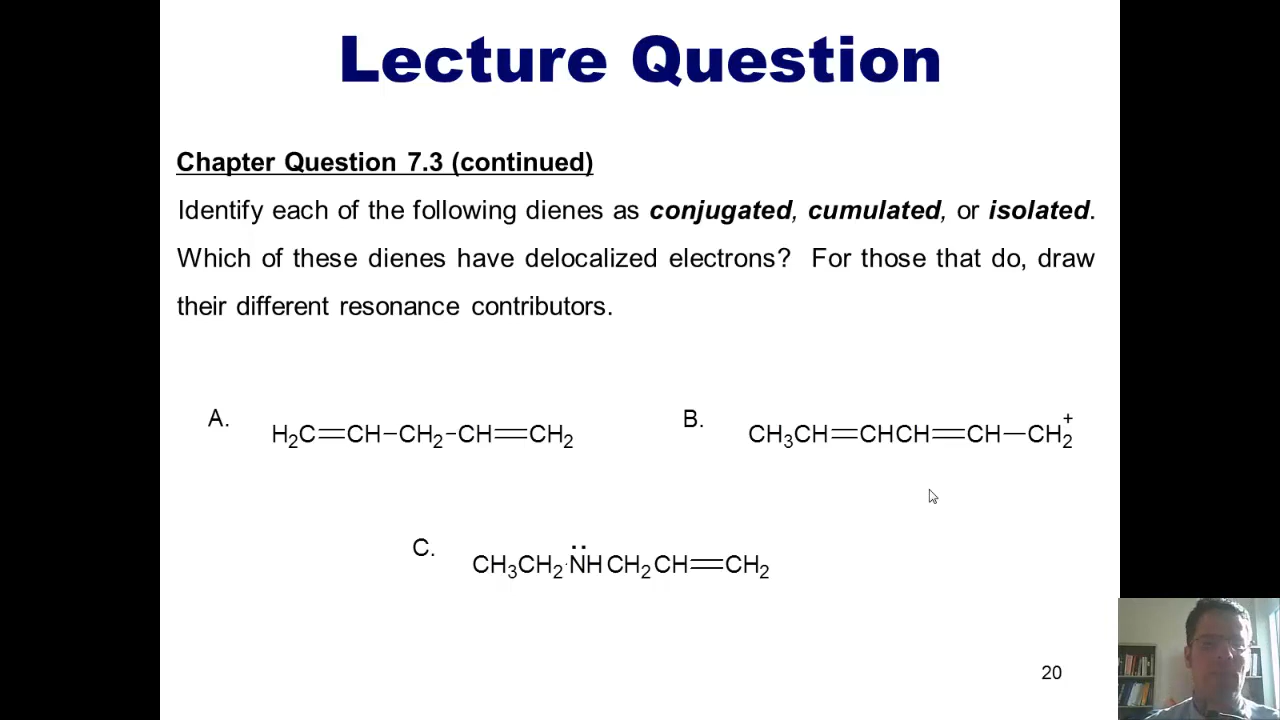 Lecture Question
Chapter Question 7.3 (continued)
Identify each of the following dienes as conjugated, cumulated, or isolated.
Which of these dienes have delocalized electrons? For those that do, draw
their different resonance contributors.
A. H₂C=CH–CH₂–CH=CH₂
B. CH₃CH=CHCH=CH—CH₂⁺
C. CH₃CH₂N̈HCH₂CH=CH₂
20